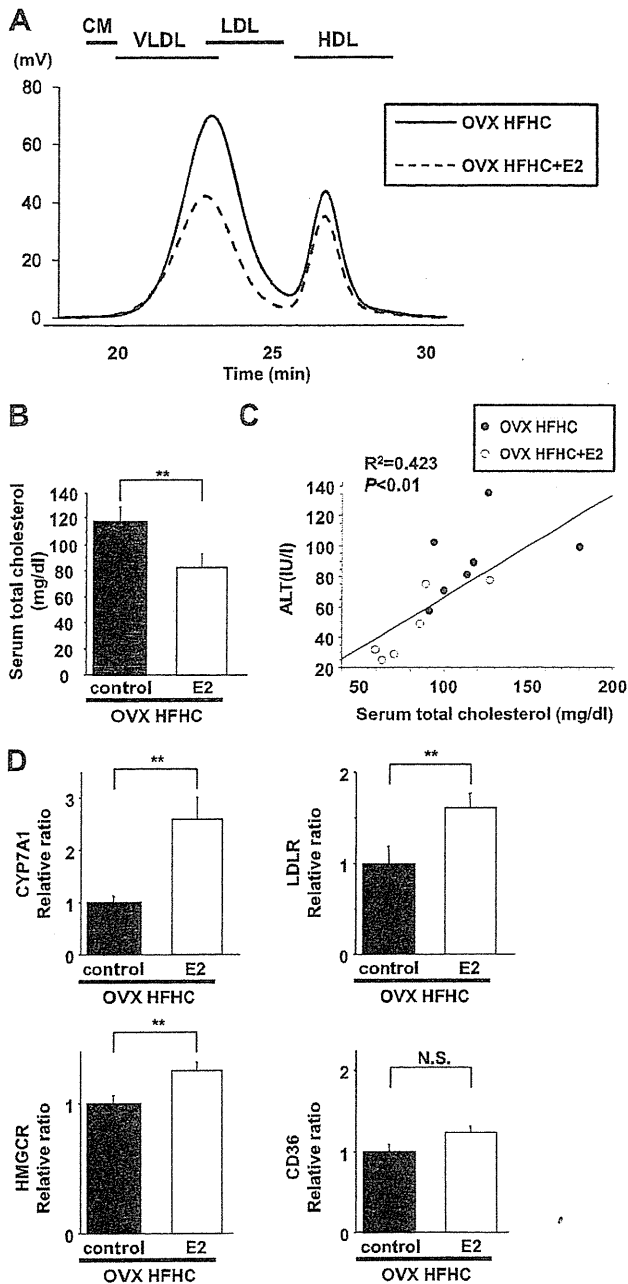 A
CM
VLDL
LDL
HDL
(mV)
80
60
40
20
0
OVX HFHC
OVX HFHC+E2
20
25
30
Time (min)
B
**
Serum total cholesterol
(mg/dl)
140
120
100
80
60
40
20
0
control
E2
OVX HFHC
C
OVX HFHC
OVX HFHC+E2
R²=0.423
P<0.01
ALT(IU/l)
140
120
100
80
60
40
20
50
100
150
200
Serum total cholesterol (mg/dl)
D
**
CYP7A1
Relative ratio
3
2
1
0
control
E2
OVX HFHC
**
LDLR
Relative ratio
2
1
0
control
E2
OVX HFHC
**
HMGCR
Relative ratio
1
0
control
E2
OVX HFHC
N.S.
CD36
Relative ratio
2
1
0
control
E2
OVX HFHC